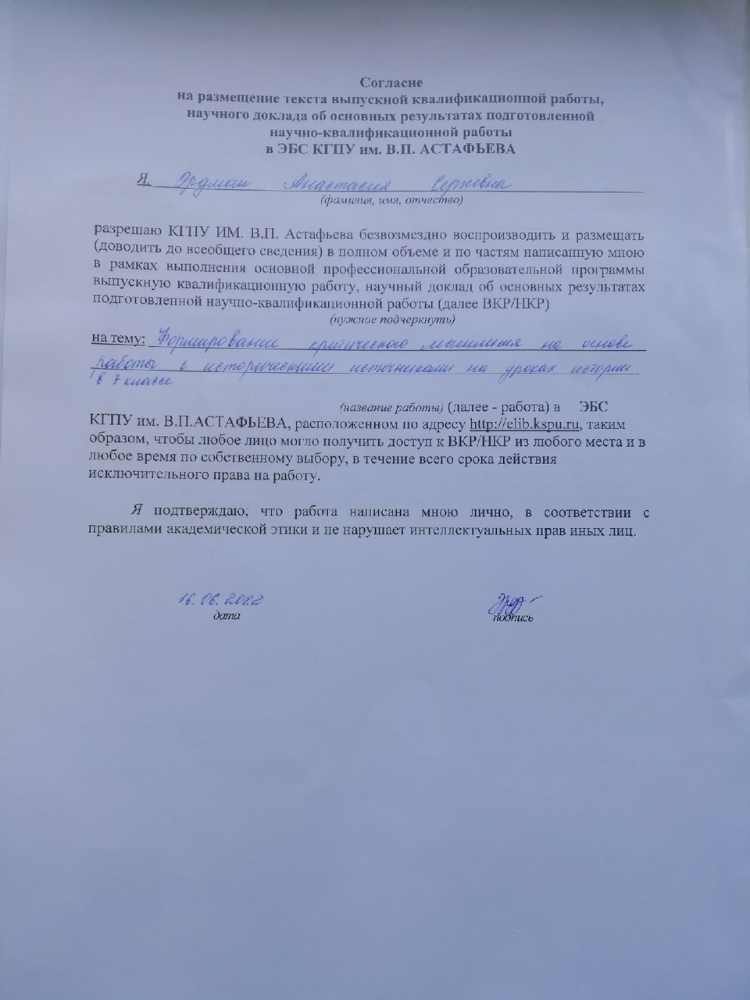 Согласие
на размещение текста выпускной квалификационной работы,
научного доклада об основных результатах подготовленной
научно-квалификационной работы
в ЭБС КГПУ им. В.П. АСТАФЬЕВА
Я, Эрдман Анастасия Сергеевна
(фамилия, имя, отчество)
разрешаю КГПУ ИМ. В.П. Астафьева безвозмездно воспроизводить и размещать
(доводить до всеобщего сведения) в полном объеме и по частям написанную мною
в рамках выполнения основной профессиональной образовательной программы
выпускную квалификационную работу, научный доклад об основных результатах
подготовленной научно-квалификационной работы (далее ВКР/НКР)
(нужное подчеркнуть)
на тему: Формирование критического мышления на основе
работы с историческими источниками на уроках истории
в 7 классе
(название работы) (далее - работа) в ЭБС
КГПУ им. В.П.АСТАФЬЕВА, расположенном по адресу http://elib.kspu.ru, таким
образом, чтобы любое лицо могло получить доступ к ВКР/НКР из любого места и в
любое время по собственному выбору, в течение всего срока действия
исключительного права на работу.
Я подтверждаю, что работа написана мною лично, в соответствии с
правилами академической этики и не нарушает интеллектуальных прав иных лиц.
16.06.2022
дата подпись